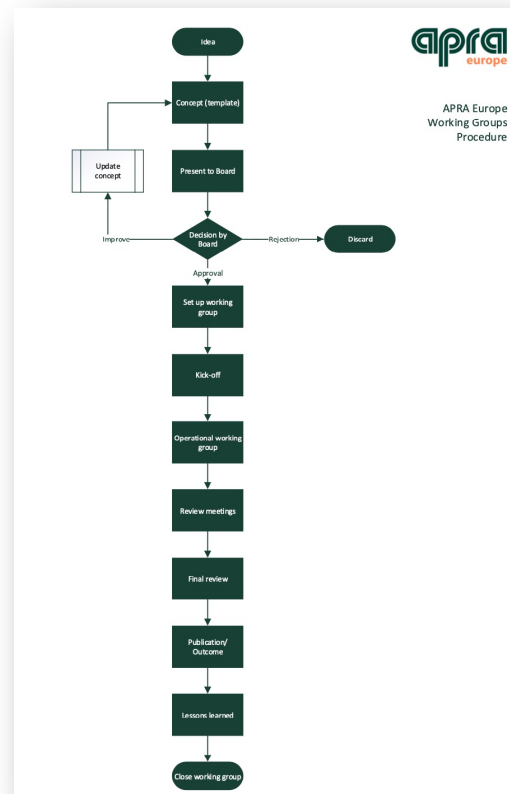 apra
europe
APRA Europe
Working Groups
Procedure
Idea
Concept (template)
Update
concept
Present to Board
Improve
Decision by
Board
Rejection
Discard
Approval
Set up working
group
Kick-off
Operational working
group
Review meetings
Final review
Publication/
Outcome
Lessons learned
Close working group